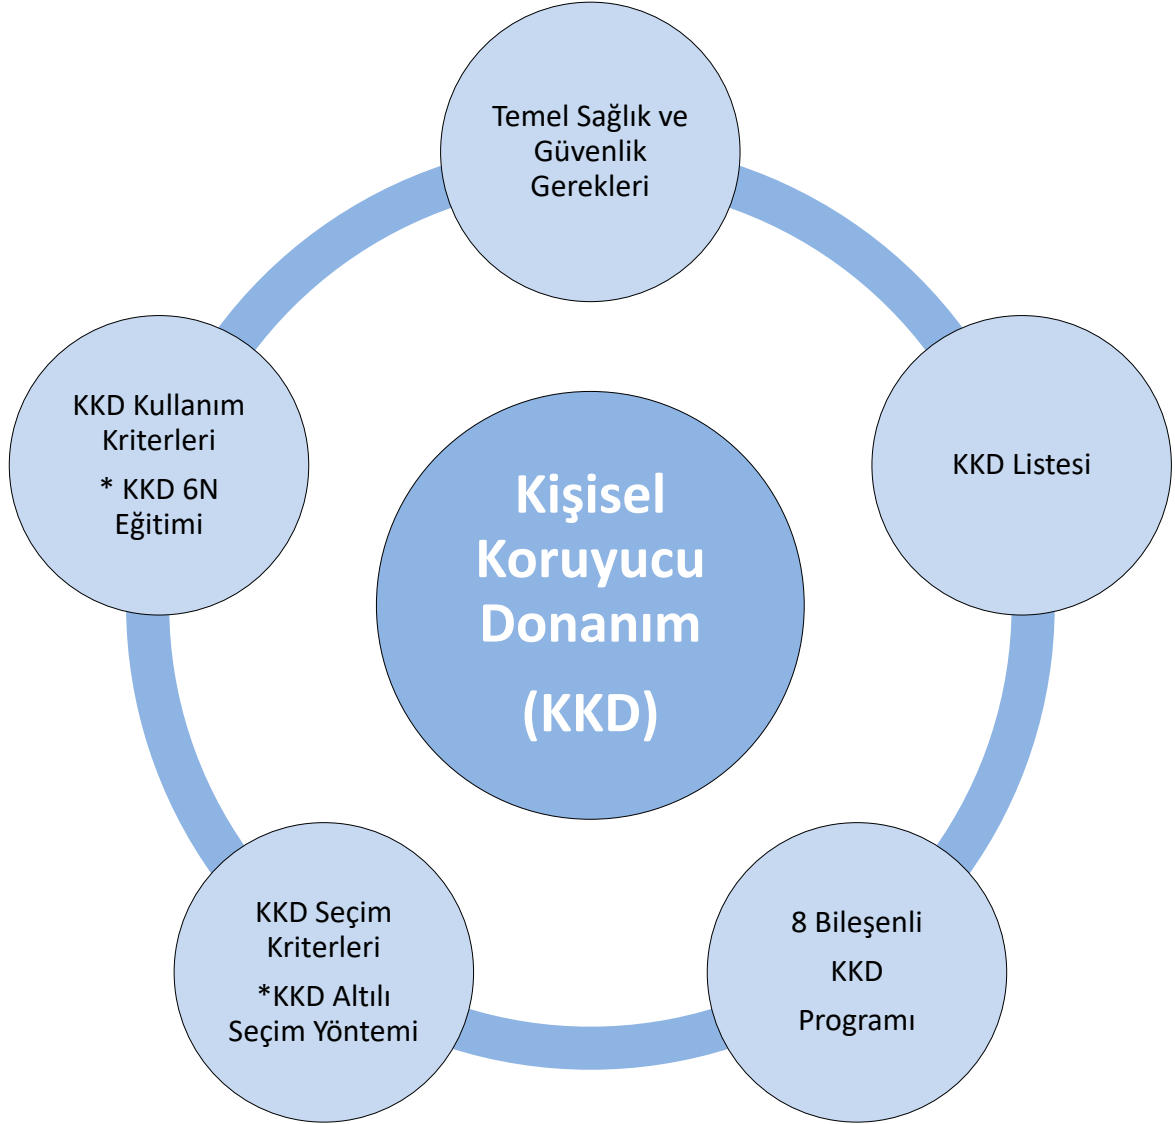 Temel Sağlık ve
Güvenlik
Gerekleri
KKD Listesi
8 Bileşenli
KKD
Programı
KKD Seçim
Kriterleri
*KKD Altılı
Seçim Yöntemi
KKD Kullanım
Kriterleri
* KKD 6N
Eğitimi
Kişisel
Koruyucu
Donanım
(KKD)